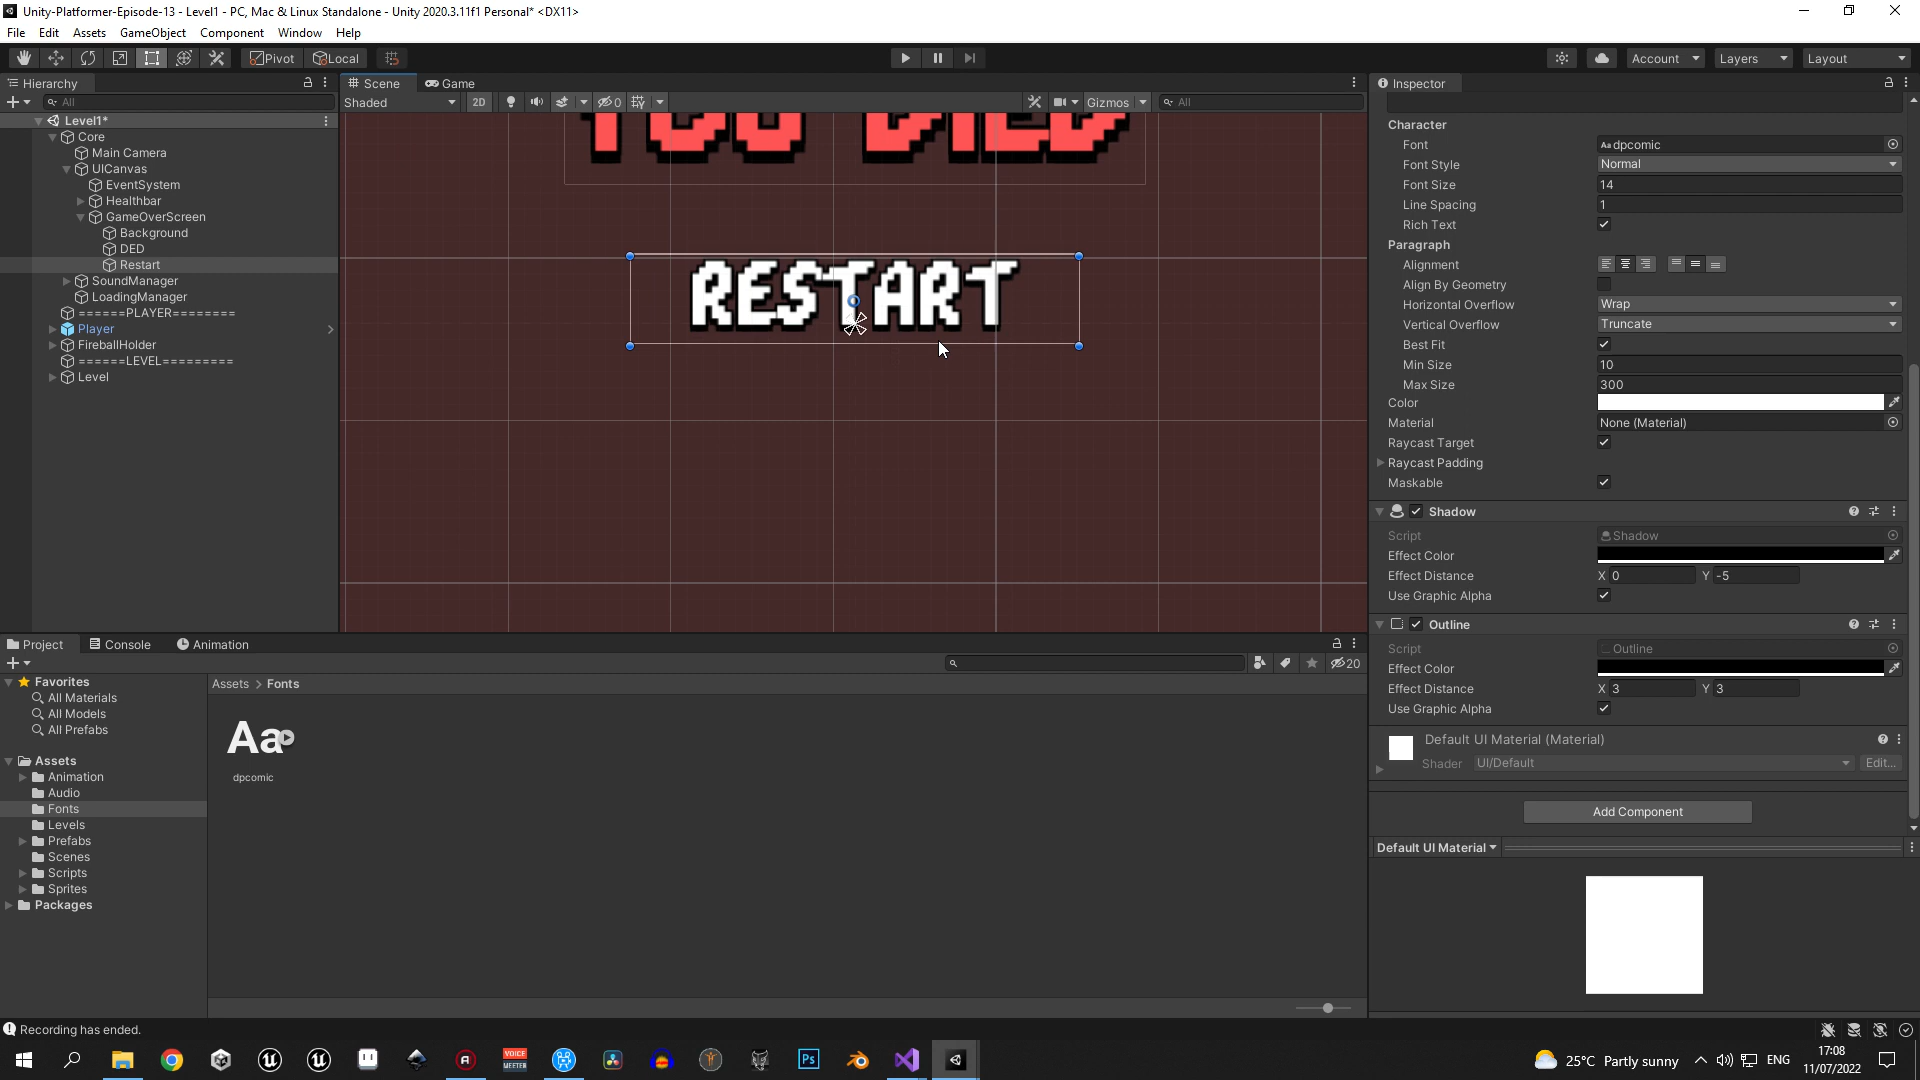 Unity-Platformer-Episode-13 - Level1 - PC, Mac & Linux Standalone - Unity 2020.3.11f1 Personal* <DX11>
File Edit Assets GameObject Component Window Help
Pivot Local Account Layers Layout
Hierarchy
All
Level1*
Core
Main Camera
UICanvas
EventSystem
Healthbar
GameOverScreen
Background
DED
Restart
SoundManager
LoadingManager
======PLAYER========
Player
FireballHolder
======LEVEL=========
Level
Scene Game
Shaded 2D 0 Gizmos All
YOU DIED
RESTART
Inspector
Character
Font dpcomic
Font Style Normal
Font Size 14
Line Spacing 1
Rich Text
Paragraph
Alignment
Align By Geometry
Horizontal Overflow Wrap
Vertical Overflow Truncate
Best Fit
Min Size 10
Max Size 300
Color
Material None (Material)
Raycast Target
Raycast Padding
Maskable
Shadow
Script Shadow
Effect Color
Effect Distance X 0 Y -5
Use Graphic Alpha
Outline
Script Outline
Effect Color
Effect Distance X 3 Y 3
Use Graphic Alpha
Default UI Material (Material)
Shader UI/Default Edit...
Add Component
Default UI Material
Project Console Animation
20
Favorites
All Materials
All Models
All Prefabs
Assets
Animation
Audio
Fonts
Levels
Prefabs
Scenes
Scripts
Sprites
Packages
Assets > Fonts
Aa
dpcomic
Recording has ended.
VOICE
MEETER
Ps
25°C Partly sunny
ENG
17:08
11/07/2022